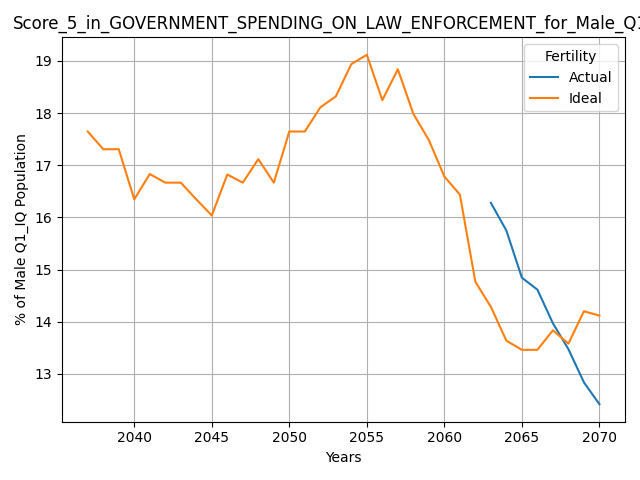 Score_5_in_GOVERNMENT_SPENDING_ON_LAW_ENFORCEMENT_for_Male_Q1
Fertility
Actual
Ideal
% of Male Q1_IQ Population
19
18
17
16
15
14
13
2040 2045 2050 2055 2060 2065 2070
Years